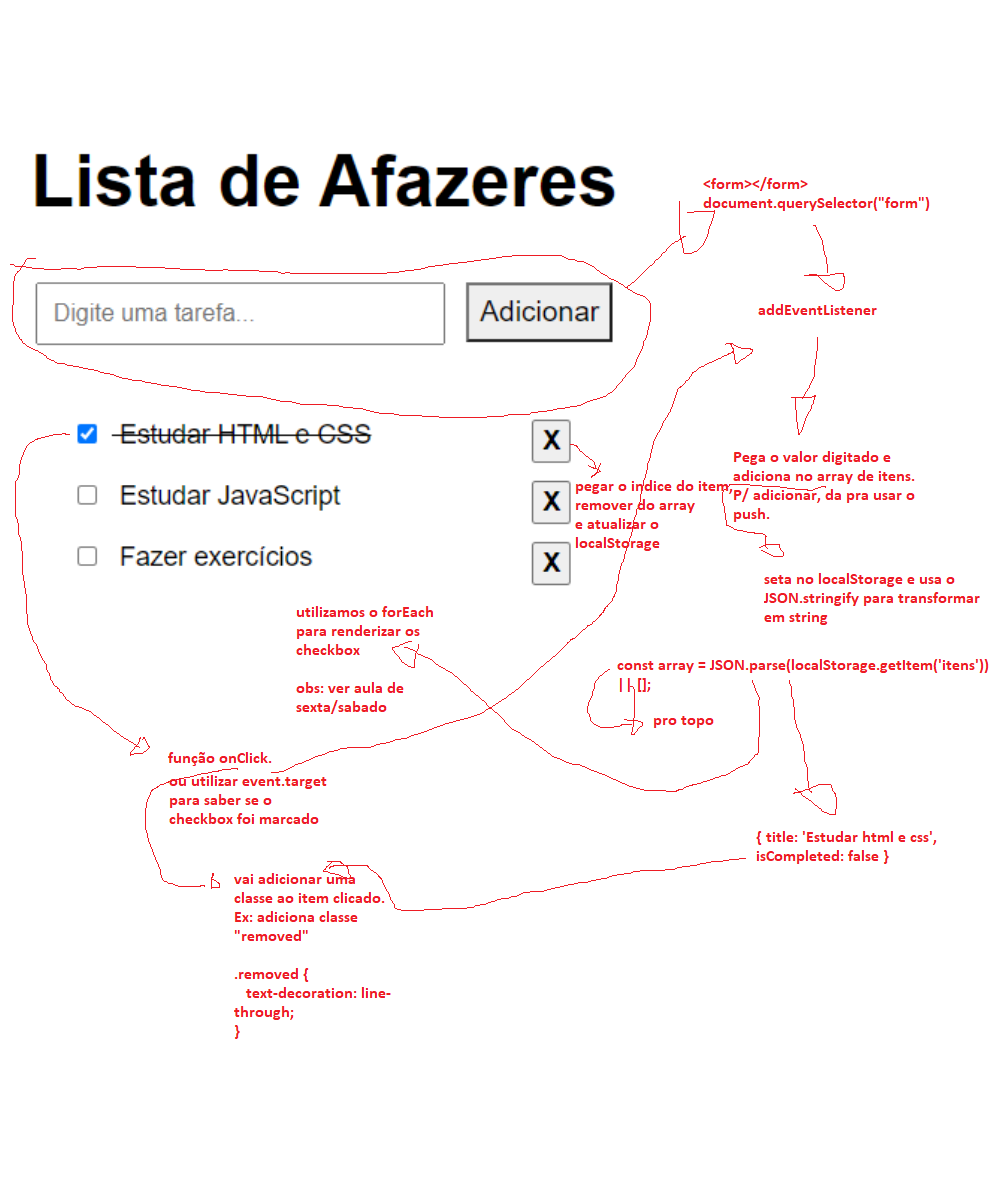 Lista de Afazeres
<form></form>
document.querySelector("form")
Digite uma tarefa...
Adicionar
addEventListener
Estudar HTML e CSS
X
Estudar JavaScript
X
Fazer exercícios
X
pegar o indice do item,
remover do array
e atualizar o
localStorage
Pega o valor digitado e
adiciona no array de itens.
P/ adicionar, da pra usar o
push.
seta no localStorage e usa o
JSON.stringify para transformar
em string
utilizamos o forEach
para renderizar os
checkbox
obs: ver aula de
sexta/sabado
const array = JSON.parse(localStorage.getItem('itens'))
|| [];
pro topo
função onClick.
ou utilizar event.target
para saber se o
checkbox foi marcado
{ title: 'Estudar html e css',
isCompleted: false }
vai adicionar uma
classe ao item clicado.
Ex: adiciona classe
"removed"
.removed {
text-decoration: line-
through;
}